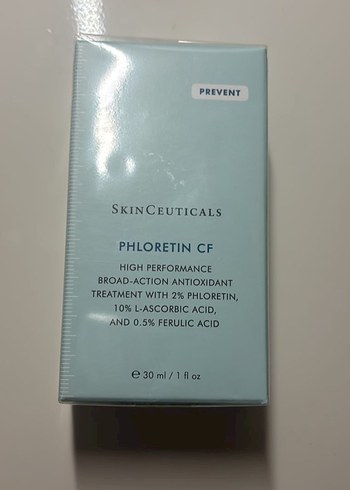 PREVENT
SKINCEUTICALS
PHLORETIN CF
HIGH PERFORMANCE
BROAD-ACTION ANTIOXIDANT
TREATMENT WITH 2% PHLORETIN,
10% L-ASCORBIC ACID,
AND 0.5% FERULIC ACID
℮ 30 ml / 1 fl oz